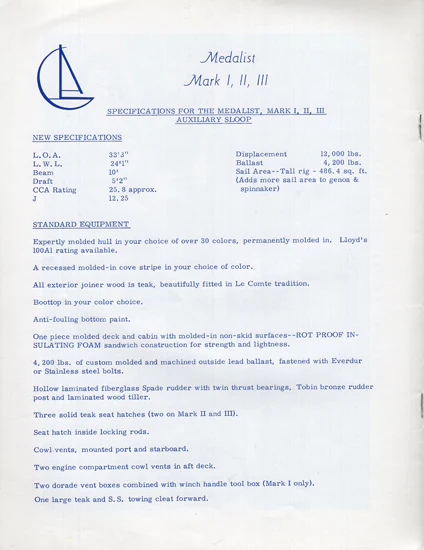 Medalist
Mark I, II, III
SPECIFICATIONS FOR THE MEDALIST, MARK I, II, III
AUXILIARY SLOOP
NEW SPECIFICATIONS
L.O.A. 33'3"
L.W.L. 24'1"
Beam 10'
Draft 5'2"
CCA Rating 25.8 approx.
J 12.25
Displacement 12,000 lbs.
Ballast 4,200 lbs.
Sail Area--Tall rig - 486.4 sq. ft.
(Adds more sail area to genoa &
spinnaker)
STANDARD EQUIPMENT
Expertly molded hull in your choice of over 30 colors, permanently molded in. Lloyd's
100A1 rating available.
A recessed molded-in cove stripe in your choice of color.
All exterior joiner wood is teak, beautifully fitted in Le Comte tradition.
Boottop in your color choice.
Anti-fouling bottom paint.
One piece molded deck and cabin with molded-in non-skid surfaces--ROT PROOF IN-
SULATING FOAM sandwich construction for strength and lightness.
4,200 lbs. of custom molded and machined outside lead ballast, fastened with Everdur
or Stainless steel bolts.
Hollow laminated fiberglass Spade rudder with twin thrust bearings, Tobin bronze rudder
post and laminated wood tiller.
Three solid teak seat hatches (two on Mark II and III).
Seat hatch inside locking rods.
Cowl vents, mounted port and starboard.
Two engine compartment cowl vents in aft deck.
Two dorade vent boxes combined with winch handle tool box (Mark I only).
One large teak and S.S. towing cleat forward.